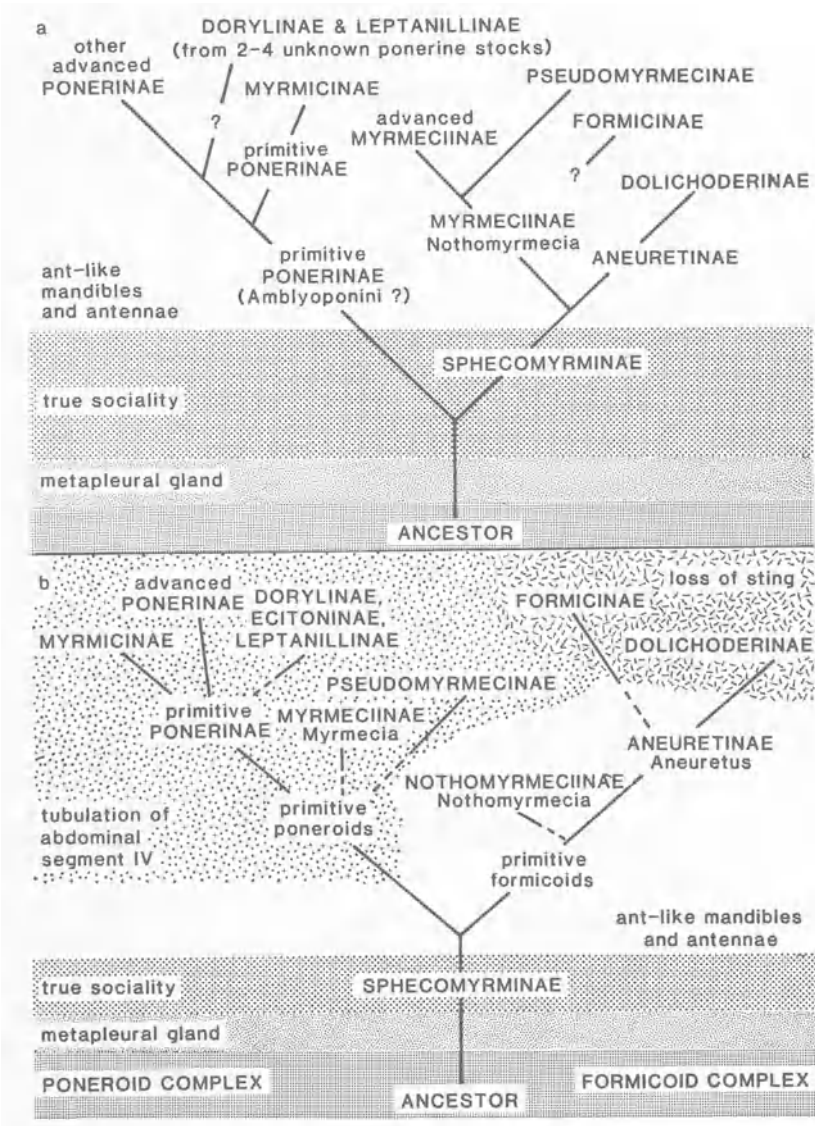 a
DORYLINAE & LEPTANILLINAE
(from 2-4 unknown ponerine stocks)
other
advanced
PONERINAE
MYRMICINAE
PSEUDOMYRMECINAE
advanced
MYRMECIINAE
FORMICINAE
?
primitive
PONERINAE
?
DOLICHODERINAE
MYRMECIINAE
Nothomyrmecia
primitive
PONERINAE
(Amblyoponini ?)
ANEURETINAE
ant-like
mandibles
and antennae
SPHECOMYRMINAE
true sociality
metapleural gland
ANCESTOR
b
advanced
PONERINAE
DORYLINAE,
ECITONINAE,
LEPTANILLINAE
loss of sting
FORMICINAE
MYRMICINAE
DOLICHODERINAE
PSEUDOMYRMECINAE
primitive
PONERINAE
MYRMECIINAE
Myrmecia
ANEURETINAE
Aneuretus
NOTHOMYRMECIINAE
Nothomyrmecia
tubulation of
abdominal
segment IV
primitive
poneroids
primitive
formicoids
ant-like mandibles
and antennae
true sociality
SPHECOMYRMINAE
metapleural gland
PONEROID COMPLEX
FORMICOID COMPLEX
ANCESTOR